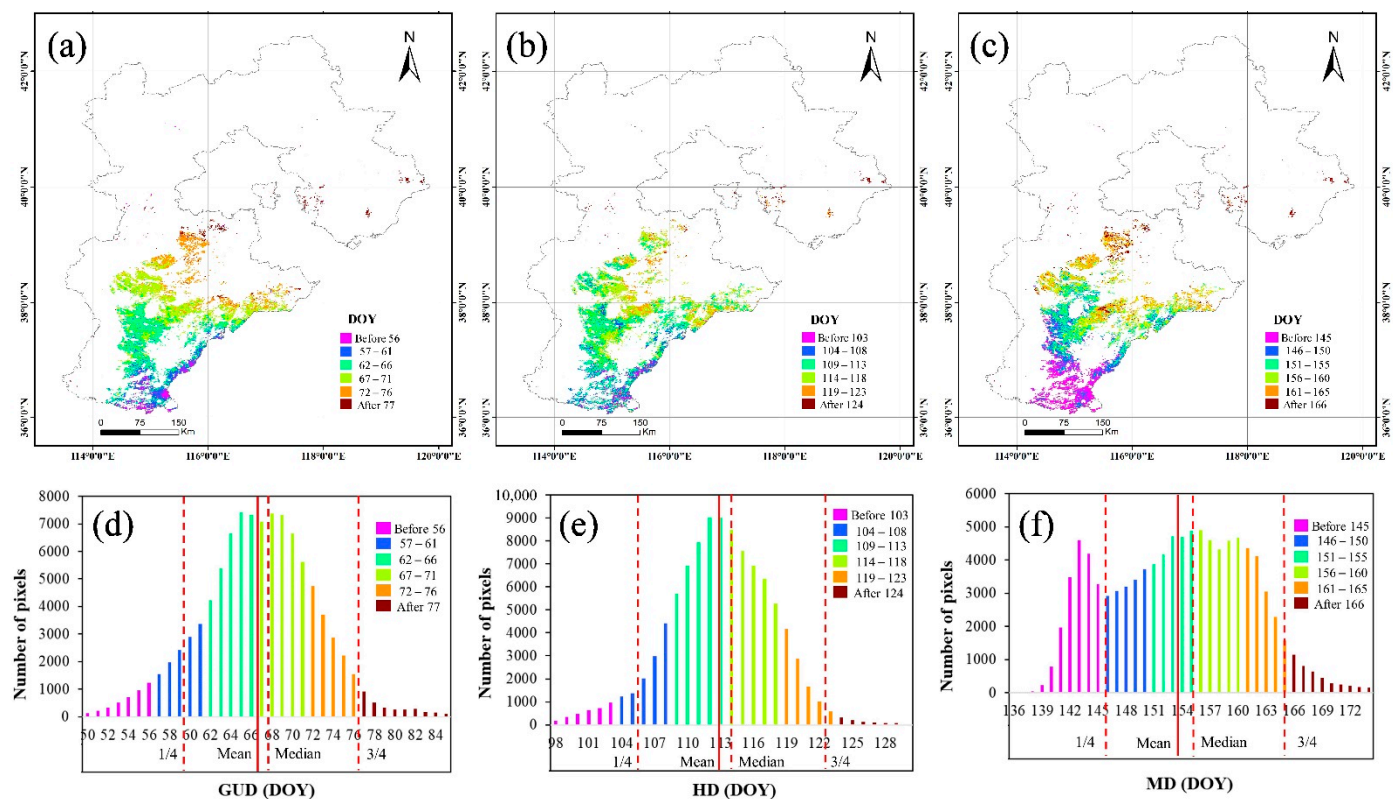 (a)
N
42°0'0"N
40°0'0"N
38°0'0"N
36°0'0"N
DOY
Before 56
57 – 61
62 – 66
67 – 71
72 – 76
After 77
0 75 150
Km
114°0'0"E 116°0'0"E 118°0'0"E 120°0'0"E
(b)
N
42°0'0"N
40°0'0"N
38°0'0"N
36°0'0"N
DOY
Before 103
104 – 108
109 – 113
114 – 118
119 – 123
After 124
0 75 150
Km
114°0'0"E 116°0'0"E 118°0'0"E 120°0'0"E
(c)
N
42°0'0"N
40°0'0"N
38°0'0"N
36°0'0"N
DOY
Before 145
146 – 150
151 – 155
156 – 160
161 – 165
After 166
0 75 150
Km
114°0'0"E 116°0'0"E 118°0'0"E 120°0'0"E
(d)
Number of pixels
8000
7000
6000
5000
4000
3000
2000
1000
0
Before 56
57 – 61
62 – 66
67 – 71
72 – 76
After 77
50 52 54 56 58 60 62 64 66 68 70 72 74 76 78 80 82 84
1/4 Mean Median 3/4
GUD (DOY)
(e)
Number of pixels
10,000
9000
8000
7000
6000
5000
4000
3000
2000
1000
0
Before 103
104 – 108
109 – 113
114 – 118
119 – 123
After 124
98 101 104 107 110 113 116 119 122 125 128
1/4 Mean Median 3/4
HD (DOY)
(f)
Number of pixels
6000
5000
4000
3000
2000
1000
0
Before 145
146 – 150
151 – 155
156 – 160
161 – 165
After 166
136 139 142 145 148 151 154 157 160 163 166 169 172
1/4 Mean Median 3/4
MD (DOY)